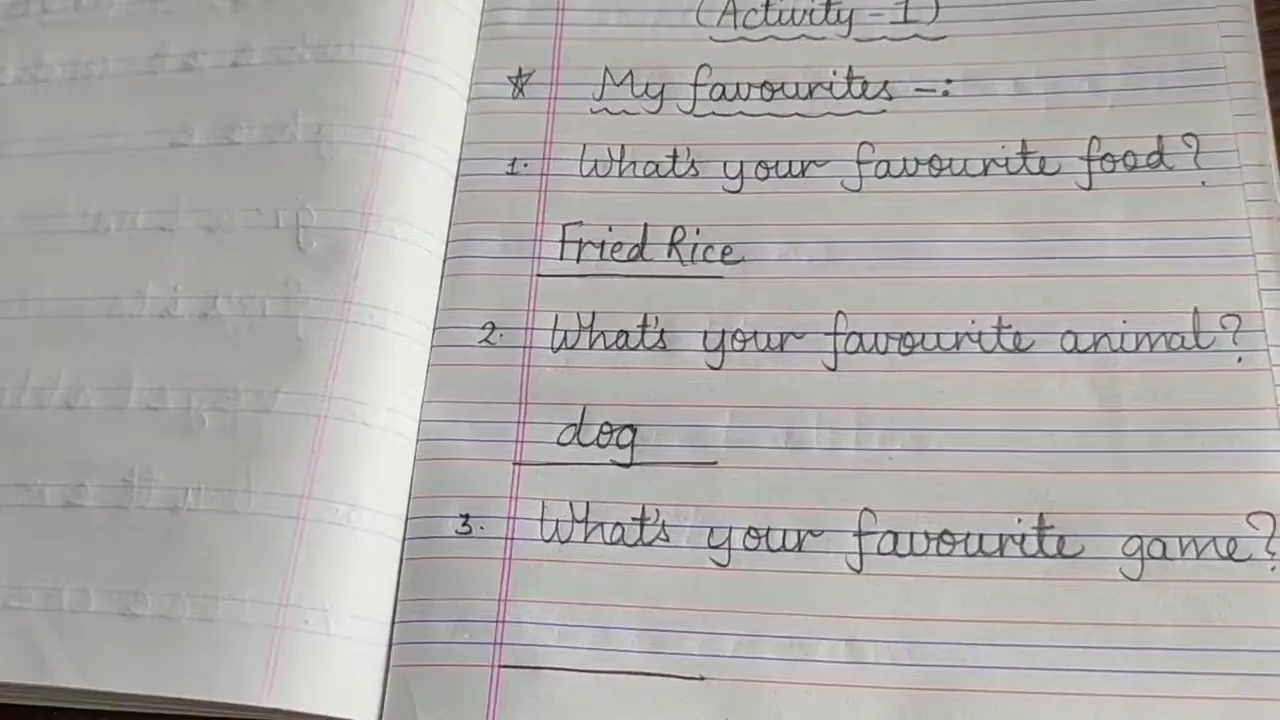 (Activity - 1)
☆ My favourites -:
1. What's your favourite food?
Fried Rice
2. What's your favourite animal?
dog
3. What's your favourite game?